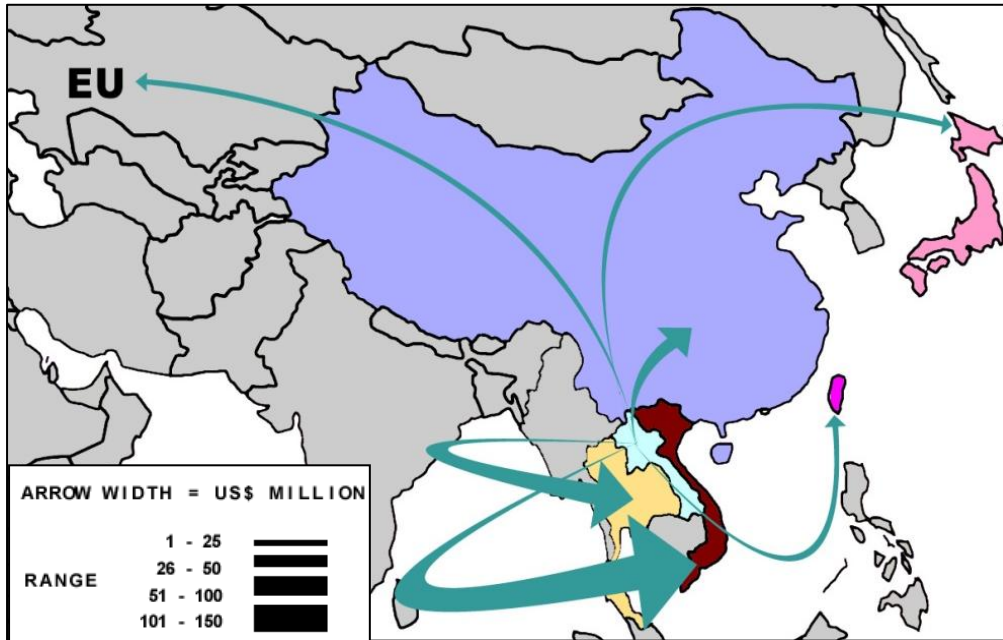 EU
ARROW WIDTH = US$ MILLION
RANGE
1 - 25
26 - 50
51 - 100
101 - 150